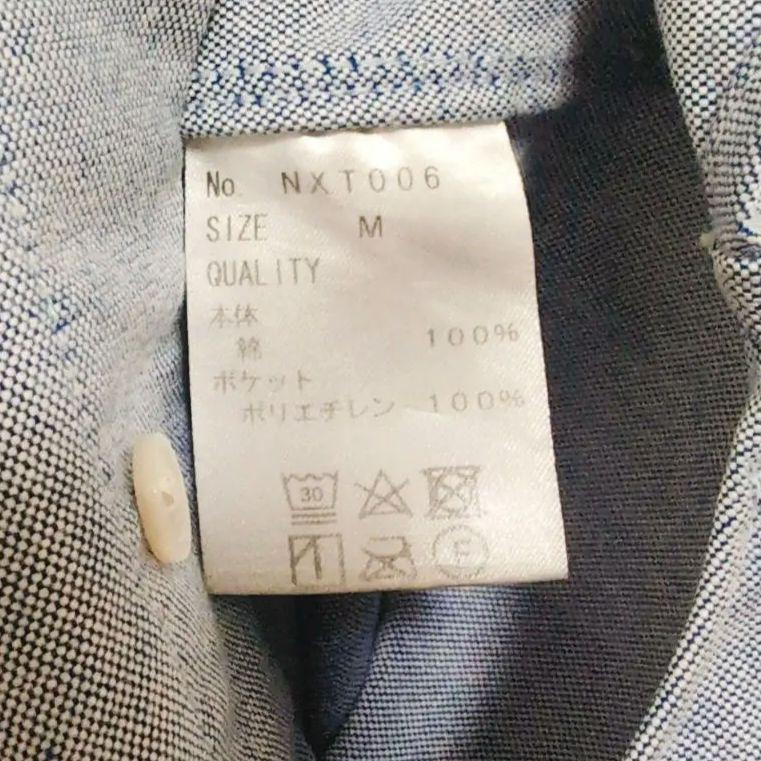 No. NXT006
SIZE M
QUALITY
本体
綿 100%
ポケット
ポリエチレン 100%
30
F